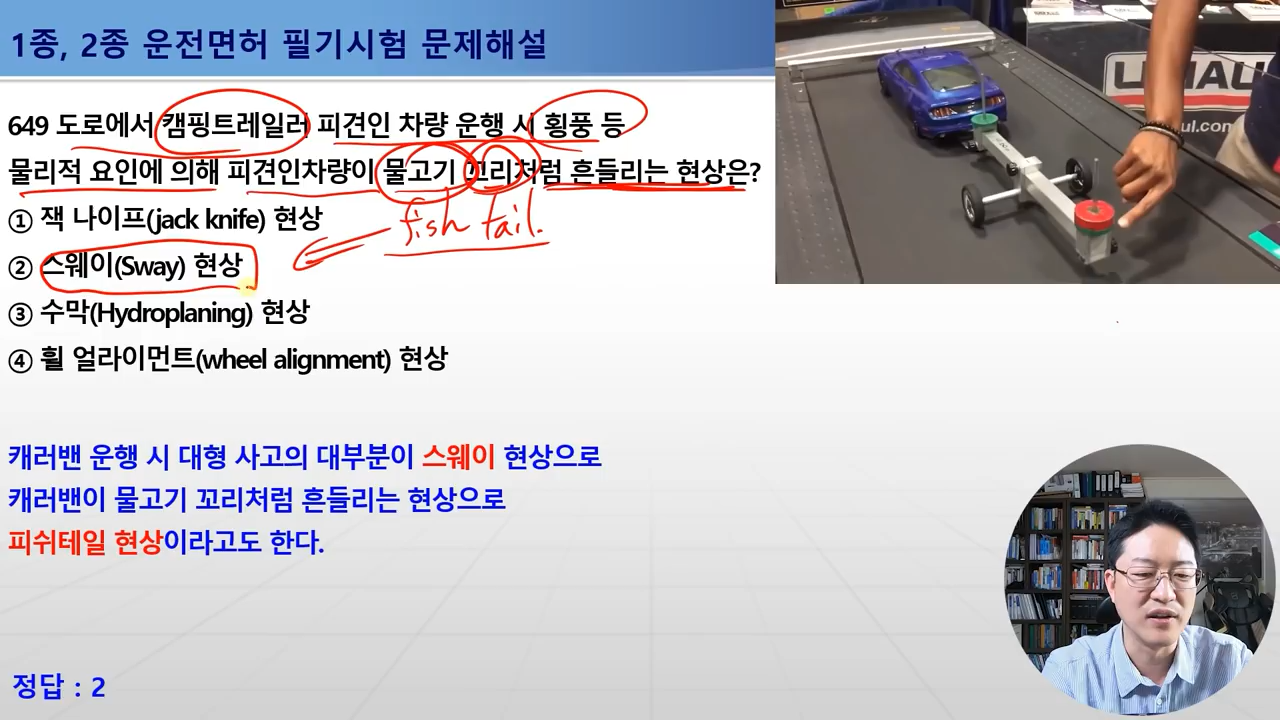 1종, 2종 운전면허 필기시험 문제해설
649 도로에서 캠핑트레일러 피견인 차량 운행 시 횡풍 등
물리적 요인에 의해 피견인차량이 물고기 꼬리처럼 흔들리는 현상은?
① 잭 나이프(jack knife) 현상
fish tail.
② 스웨이(Sway) 현상
③ 수막(Hydroplaning) 현상
④ 휠 얼라이먼트(wheel alignment) 현상
캐러밴 운행 시 대형 사고의 대부분이 스웨이 현상으로
캐러밴이 물고기 꼬리처럼 흔들리는 현상으로
피쉬테일 현상이라고도 한다.
정답 : 2